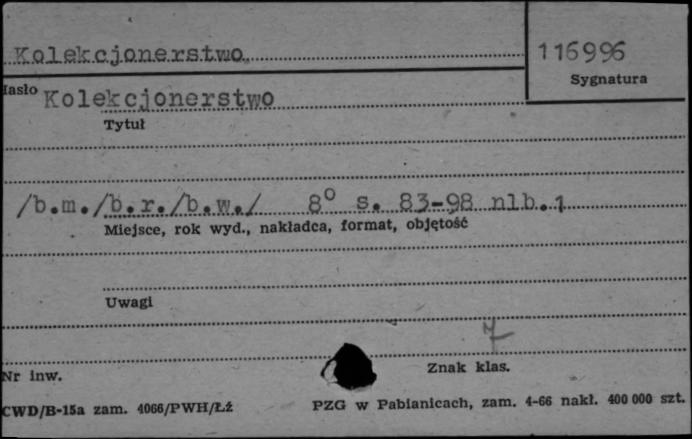 Kolekcjonerstwo
116996
Sygnatura
Hasło Kolekcjonerstwo
Tytuł
/b.m./b.r./b.w./ 8° s. 83-98 nlb.1
Miejsce, rok wyd., nakładca, format, objętość
Uwagi
7
Znak klas.
Nr inw.
CWD/B-15a zam. 4066/PWH/Łż PZG w Pabianicach, zam. 4-66 nakł. 400 000 szt.